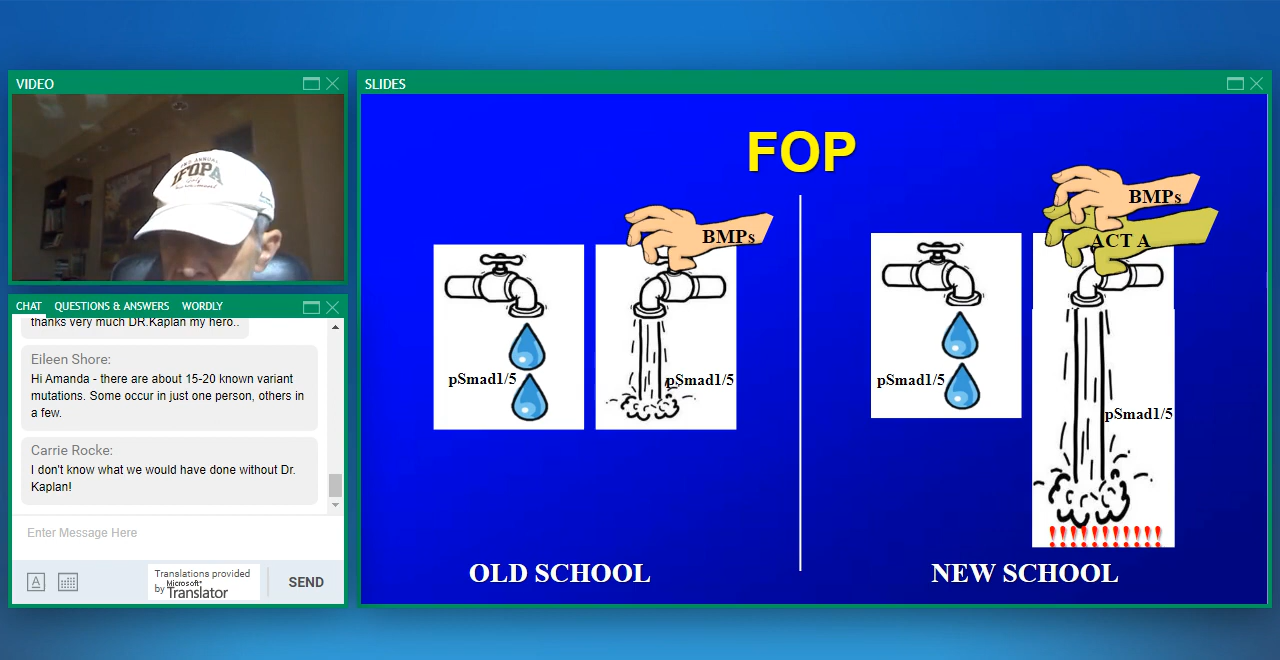 VIDEO
2ND ANNUAL
IFOPA
CHAT QUESTIONS & ANSWERS WORDLY
thanks very much DR.Kaplan my hero..
Eileen Shore:
Hi Amanda - there are about 15-20 known variant
mutations. Some occur in just one person, others in
a few.
Carrie Rocke:
I don't know what we would have done without Dr.
Kaplan!
Enter Message Here
A
Translations provided
by Microsoft®
Translator
SEND
SLIDES
FOP
BMPs
pSmad1/5
pSmad1/5
OLD SCHOOL
BMPs
ACT A
pSmad1/5
pSmad1/5
!!!!!!!!!!!
NEW SCHOOL